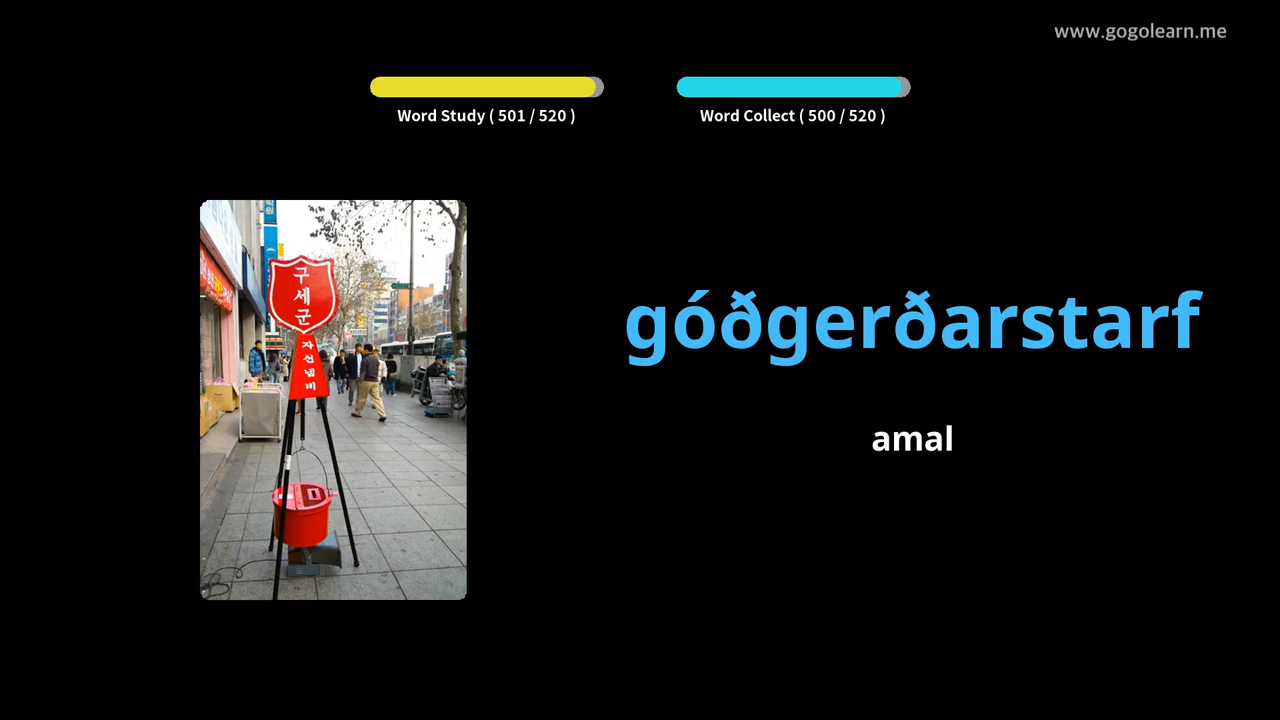 www.gogolearn.me
Word Study ( 501 / 520 )
Word Collect ( 500 / 520 )
구세군
자선냄비
góðgerðarstarf
amal